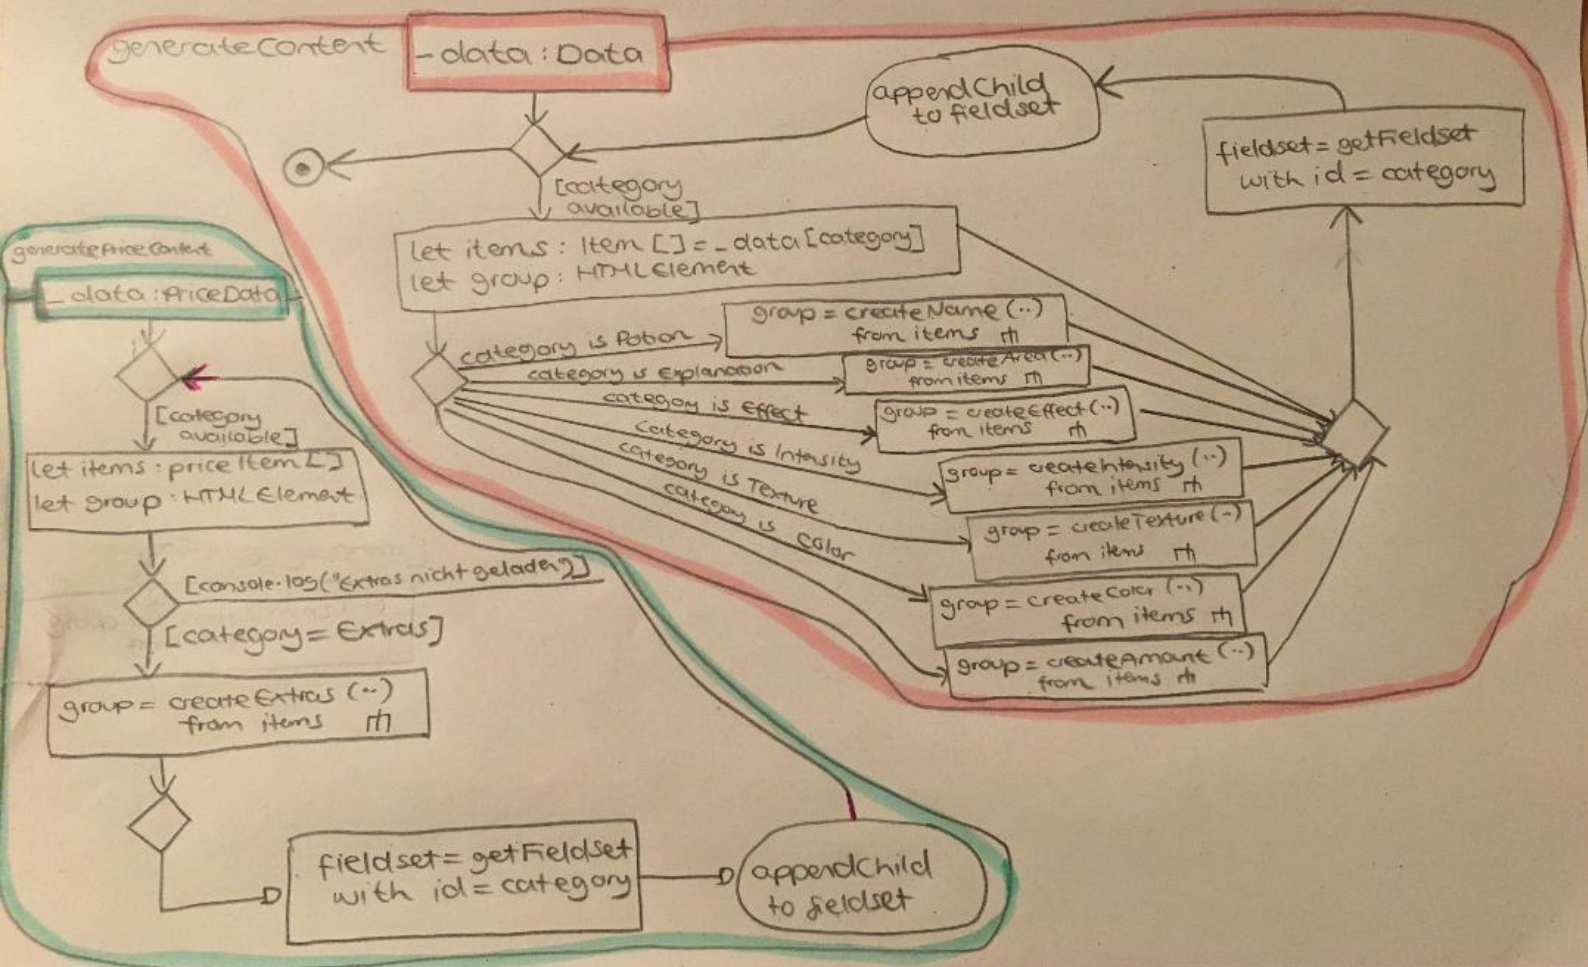 generateContent
-data:Data
appendChild
to fieldset
fieldset=getFieldset
with id=category
[category
available]
let items: Item[]=_data[category]
let group: HTMLElement
category is Potion
group=createName(..)
from items
category is Explanation
group=createArea(..)
from items
category is Effect
group=createEffect(..)
from items
category is Intensity
group=createIntensity(..)
from items
category is Texture
group=createTexture(..)
from items
category is
Color
group=createColor(..)
from items
group=createAmount(..)
from items
generatePriceContent
_data:PriceData
[category
available]
let items:priceItem[]
let group:HTMLElement
[console.log("Extras nicht geladen")]
[category=Extras]
group=createExtras(..)
from items
fieldset=getFieldset
with id=category
appendChild
to fieldset